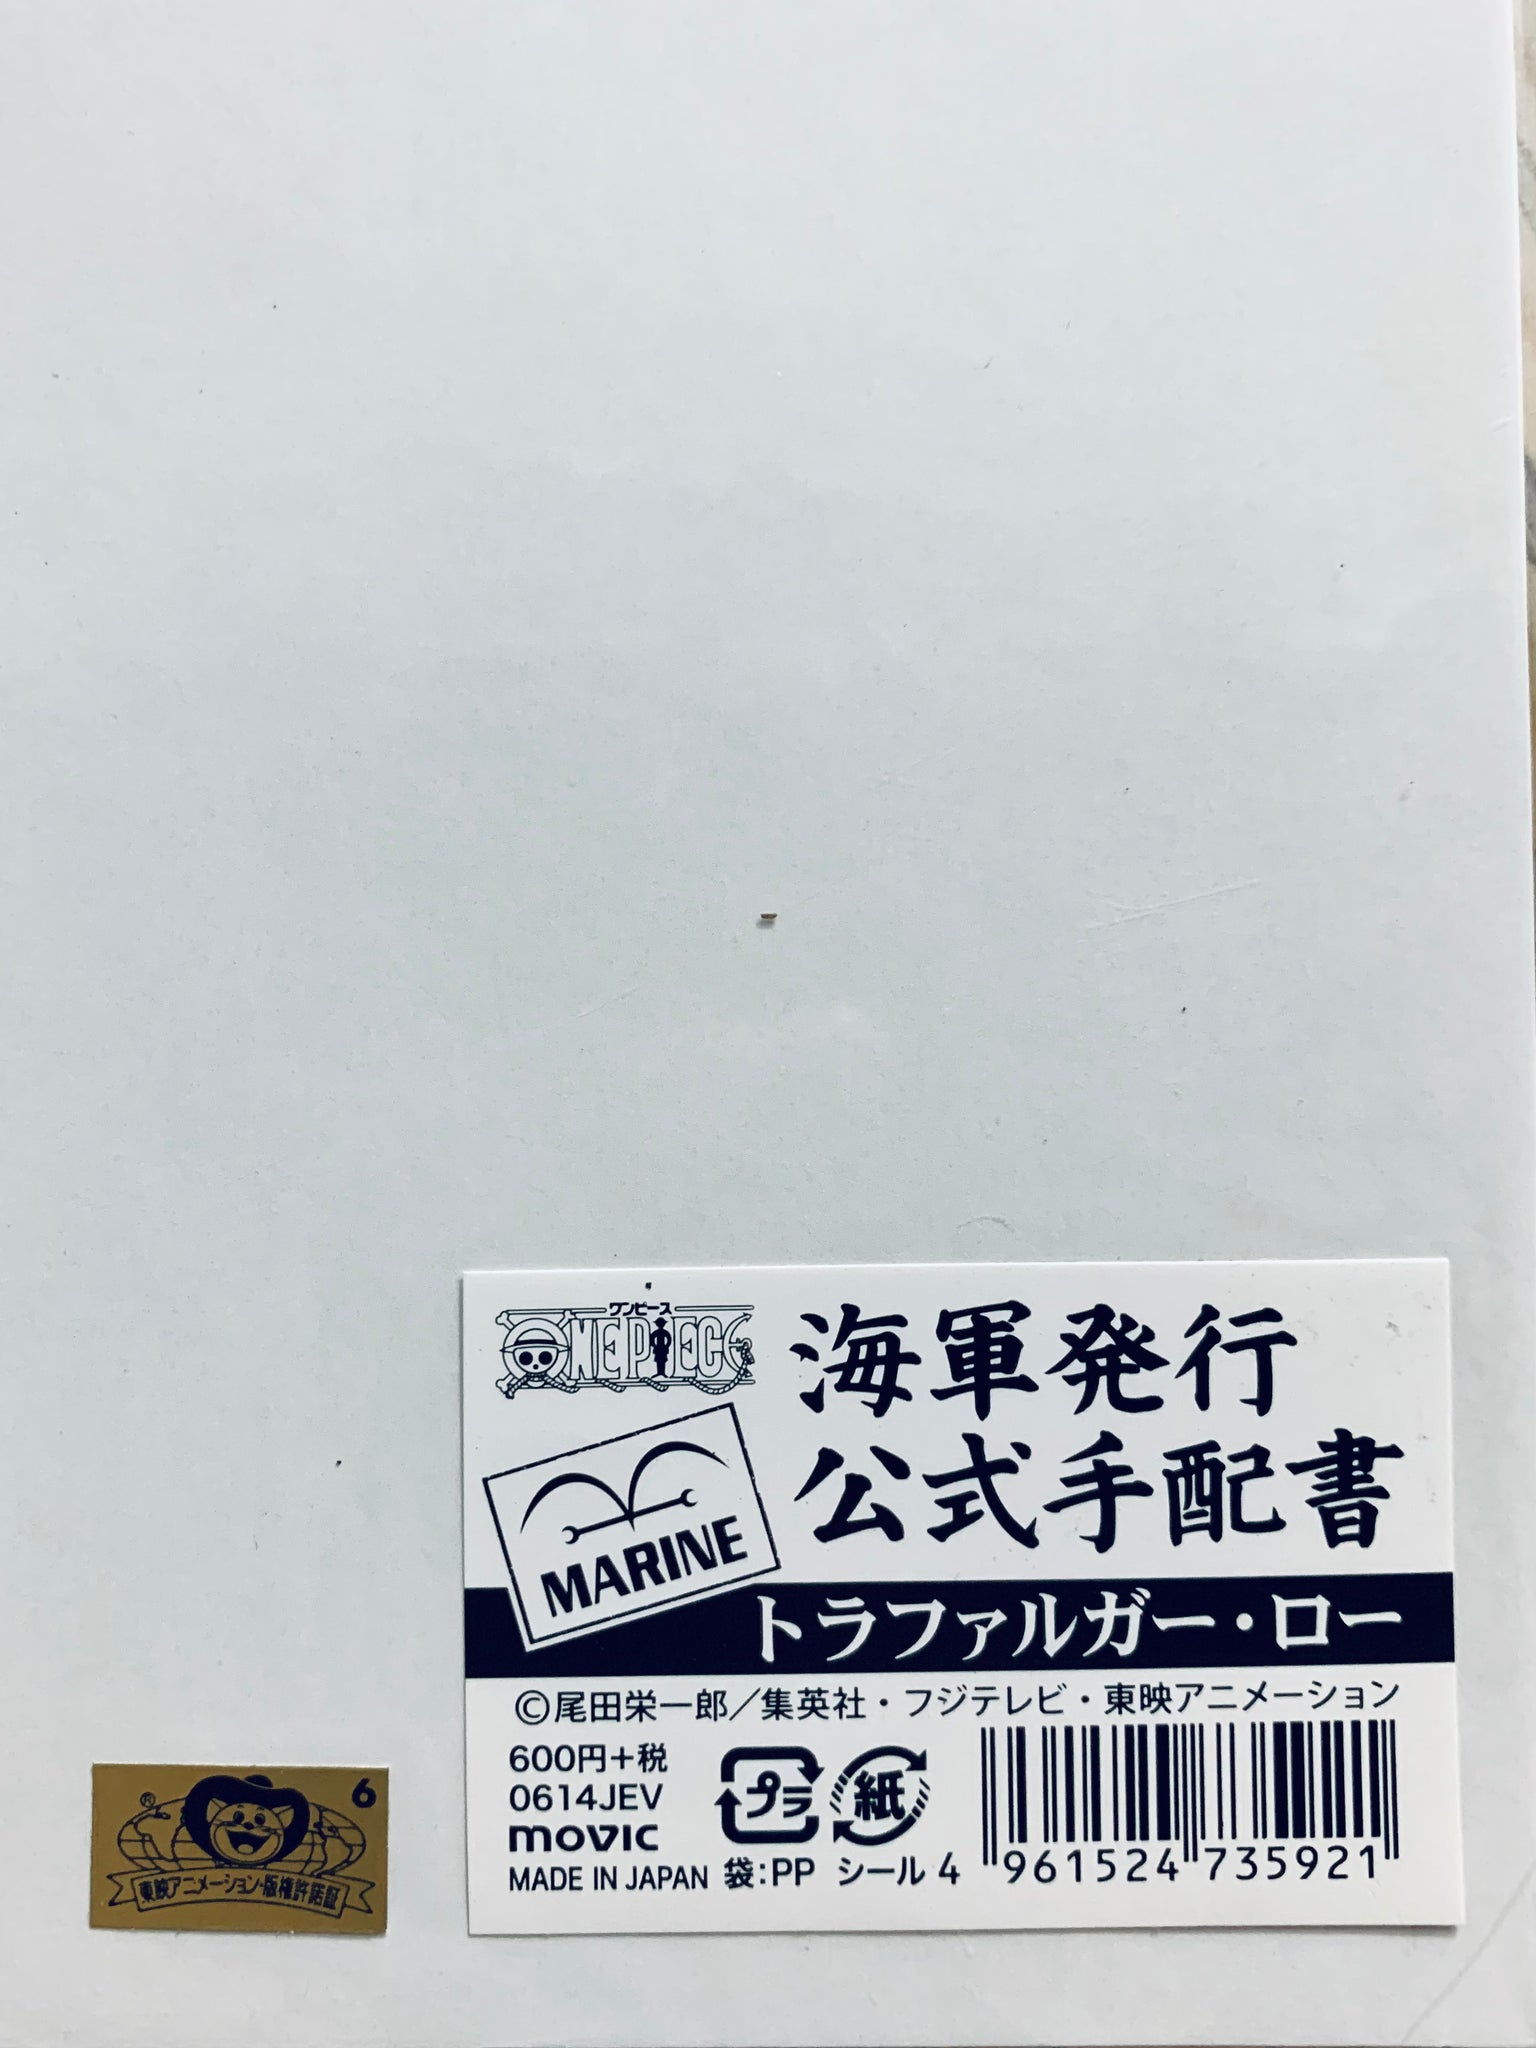 ワンピース
ONE PIECE
海軍発行
公式手配書
MARINE
トラファルガー・ロー
©尾田栄一郎／集英社・フジテレビ・東映アニメーション
600円+税
0614JEV
movic
MADE IN JAPAN
プラ
紙
袋:PP シール 4
961524 735921
® 6
東映アニメーション・版権許諾証